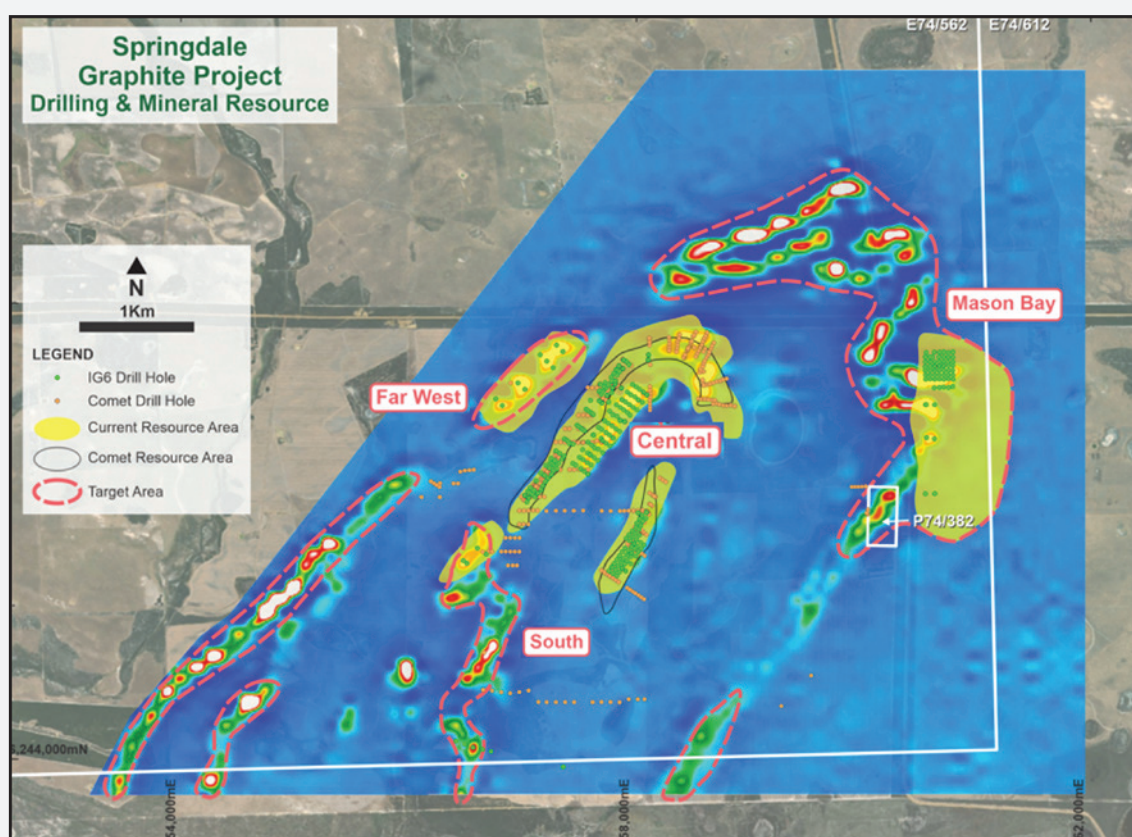 E74/562 E74/612
Springdale
Graphite Project
Drilling & Mineral Resource
N
1Km
LEGEND
IG6 Drill Hole
Comet Drill Hole
Current Resource Area
Comet Resource Area
Target Area
Mason Bay
Far West
Central
P74/382
South
,244,000mN
54,000mE
58,000mE
2,000mE